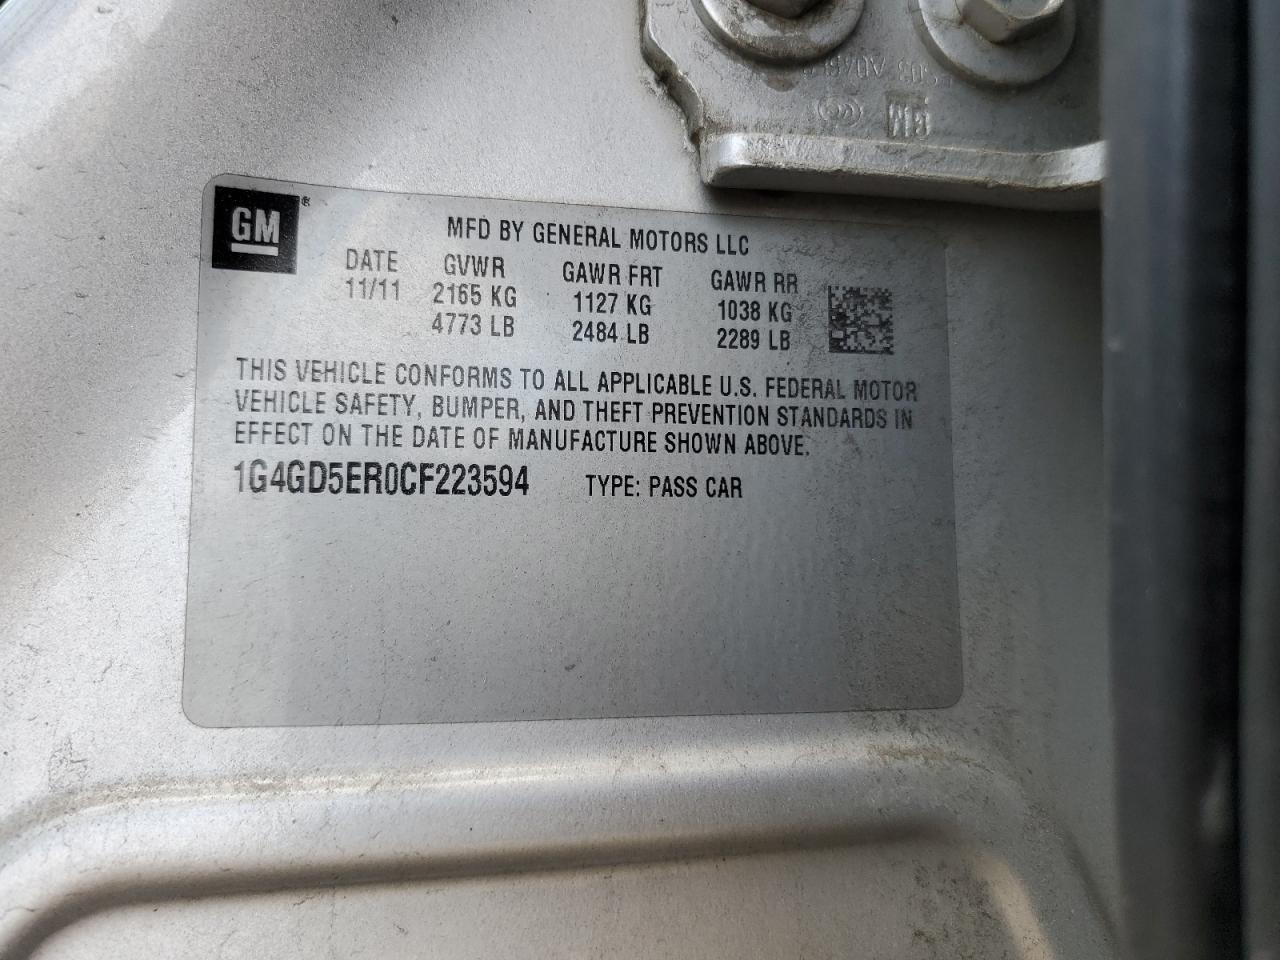 GM
GM ®
MFD BY GENERAL MOTORS LLC
DATE GVWR GAWR FRT GAWR RR
11/11 2165 KG 1127 KG 1038 KG
4773 LB 2484 LB 2289 LB
THIS VEHICLE CONFORMS TO ALL APPLICABLE U.S. FEDERAL MOTOR
VEHICLE SAFETY, BUMPER, AND THEFT PREVENTION STANDARDS IN
EFFECT ON THE DATE OF MANUFACTURE SHOWN ABOVE.
1G4GD5ER0CF223594 TYPE: PASS CAR